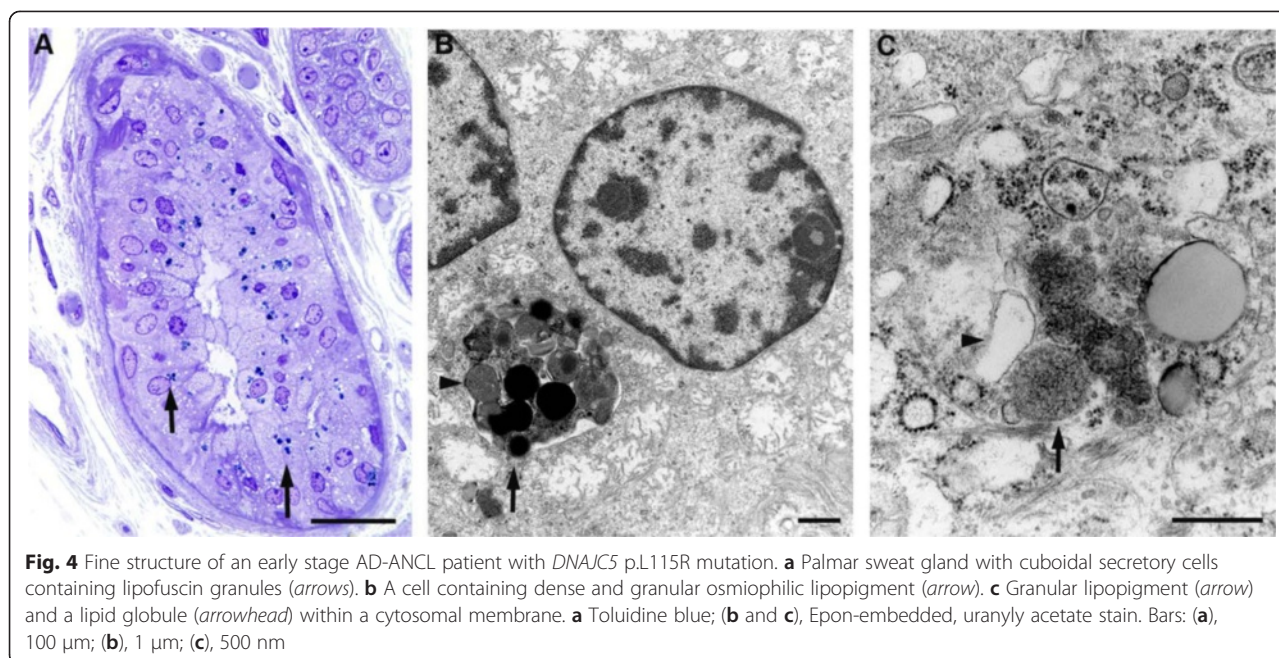 A
B
C
Fig. 4 Fine structure of an early stage AD-ANCL patient with DNAJC5 p.L115R mutation. a Palmar sweat gland with cuboidal secretory cells
containing lipofuscin granules (arrows). b A cell containing dense and granular osmiophilic lipopigment (arrow). c Granular lipopigment (arrow)
and a lipid globule (arrowhead) within a cytosomal membrane. a Toluidine blue; (b and c), Epon-embedded, uranyly acetate stain. Bars: (a),
100 μm; (b), 1 μm; (c), 500 nm